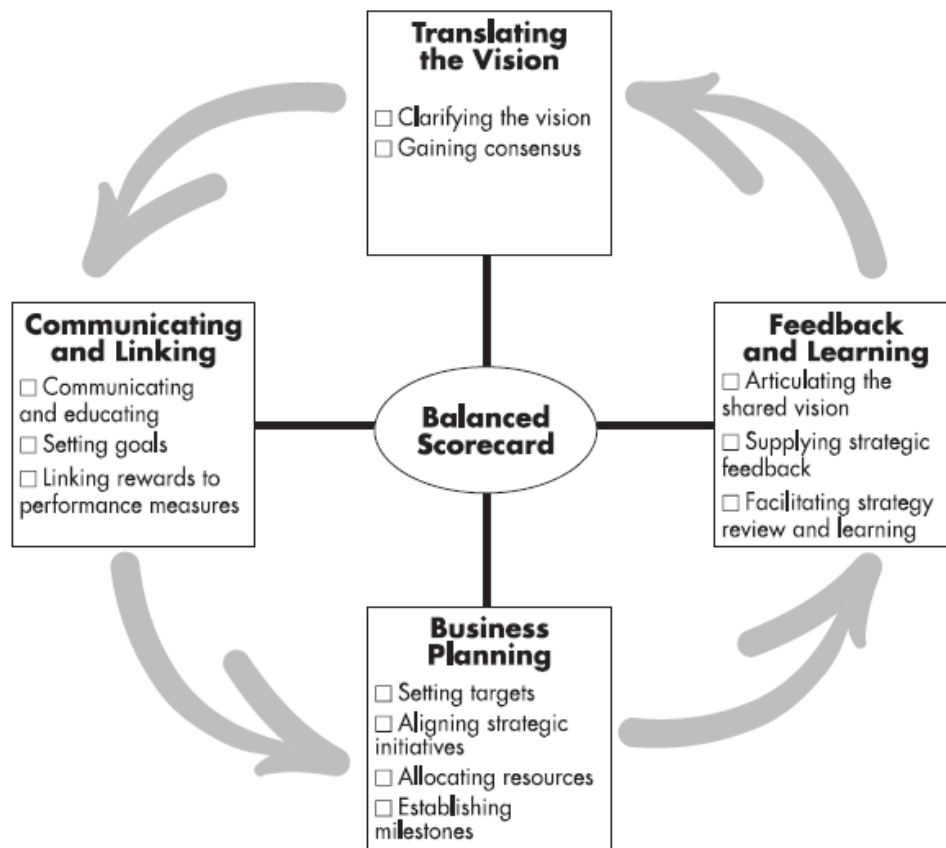 Translating
the Vision
□ Clarifying the vision
□ Gaining consensus
Communicating
and Linking
□ Communicating
and educating
□ Setting goals
□ Linking rewards to
performance measures
Balanced
Scorecard
Feedback
and Learning
□ Articulating the
shared vision
□ Supplying strategic
feedback
□ Facilitating strategy
review and learning
Business
Planning
□ Setting targets
□ Aligning strategic
initiatives
□ Allocating resources
□ Establishing
milestones